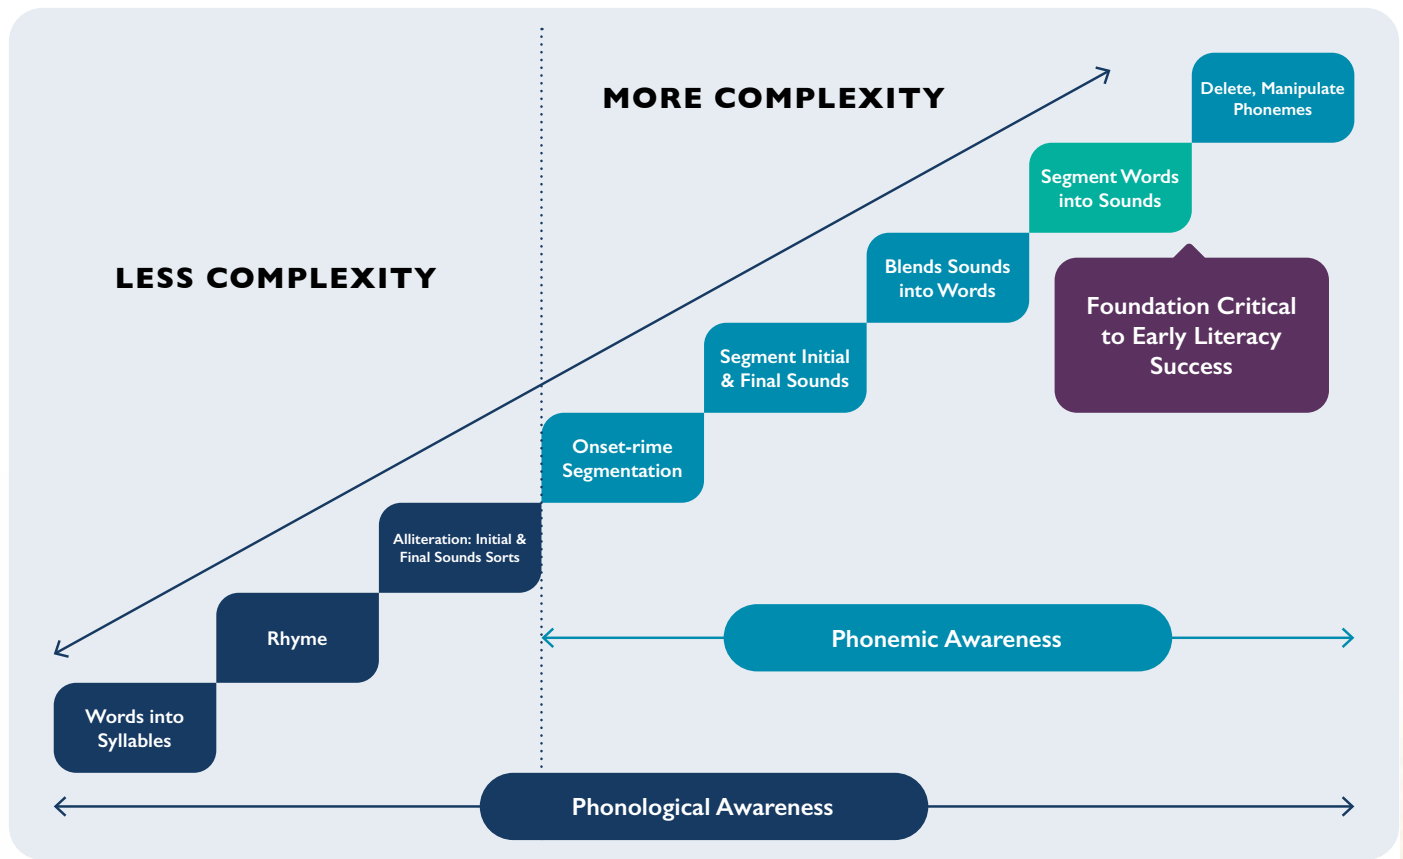 MORE COMPLEXITY
Delete, Manipulate
Phonemes
Segment Words
into Sounds
LESS COMPLEXITY
Blends Sounds
into Words
Foundation Critical
to Early Literacy
Success
Segment Initial
& Final Sounds
Onset-rime
Segmentation
Alliteration: Initial &
Final Sounds Sorts
Rhyme
Phonemic Awareness
Words into
Syllables
Phonological Awareness